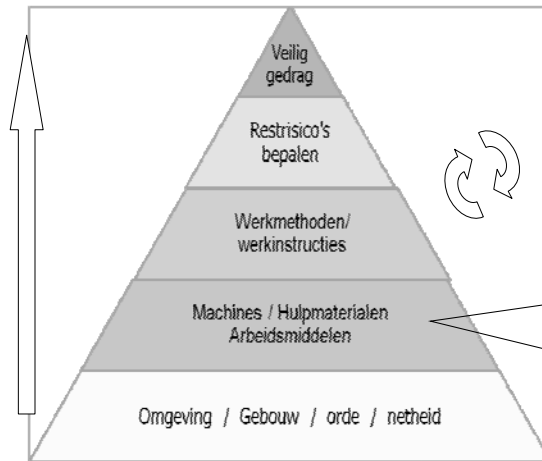 Veilig
gedrag
Restrisico's
bepalen
Werkmethoden/
werkinstructies
Machines / Hulpmaterialen
Arbeidsmiddelen
Omgeving / Gebouw / orde / netheid